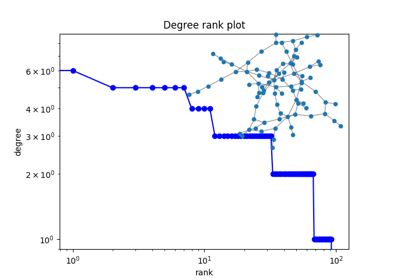 Degree rank plot
degree
6 × 10⁰
4 × 10⁰
3 × 10⁰
2 × 10⁰
10⁰
10⁰
10¹
10²
rank